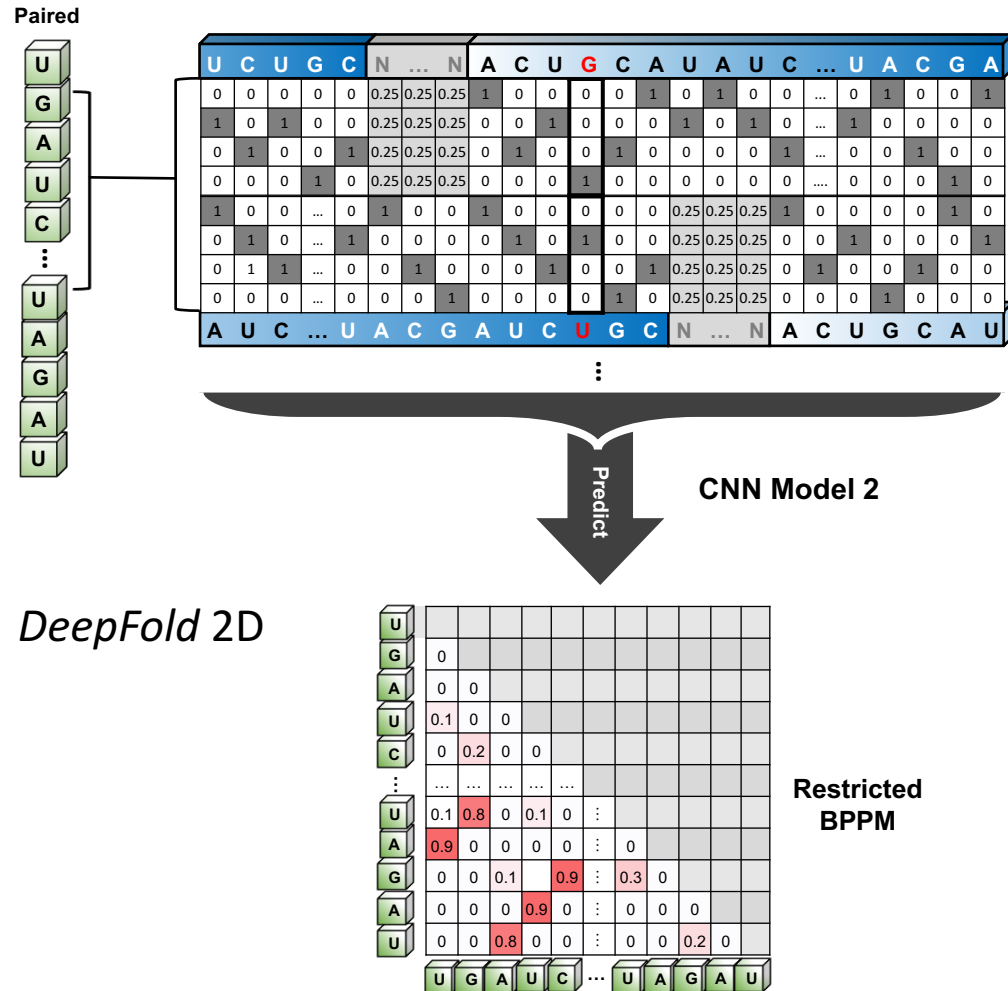 Paired
U
G
A
U
C
⋮
U
A
G
A
U
U C U G C N ... N A C U G C A U A U C ... U A C G A
0 0 0 0 0 0.25 0.25 0.25 1 0 0 0 0 1 0 1 0 0 ... 0 1 0 0 1
1 0 1 0 0 0.25 0.25 0.25 0 0 1 0 0 0 1 0 1 0 ... 1 0 0 0 0
0 1 0 0 1 0.25 0.25 0.25 0 1 0 0 1 0 0 0 0 1 ... 0 0 1 0 0
0 0 0 1 0 0.25 0.25 0.25 0 0 0 1 0 0 0 0 0 0 .... 0 0 0 1 0
1 0 0 ... 0 1 0 0 1 0 0 0 0 0 0.25 0.25 0.25 1 0 0 0 0 1 0
0 1 0 ... 1 0 0 0 0 1 0 1 0 0 0.25 0.25 0.25 0 0 1 0 0 0 1
0 1 1 ... 0 0 1 0 0 0 1 0 0 1 0.25 0.25 0.25 0 1 0 0 1 0 0
0 0 0 ... 0 0 0 1 0 0 0 0 1 0 0.25 0.25 0.25 0 0 0 1 0 0 0
A U C ... U A C G A U C U G C N ... N A C U G C A U
⋮
Predict
CNN Model 2
DeepFold 2D
U
G 0
A 0 0
U 0.1 0 0
C 0 0.2 0 0
⋮ ... ... ... ... ...
U 0.1 0.8 0 0.1 0 ⋮
A 0.9 0 0 0 0 ⋮ 0
G 0 0 0.1 0.9 ⋮ 0.3 0
A 0 0 0 0.9 0 ⋮ 0 0 0
U 0 0 0.8 0 0 ⋮ 0 0 0.2 0
U G A U C ... U A G A U
Restricted
BPPM